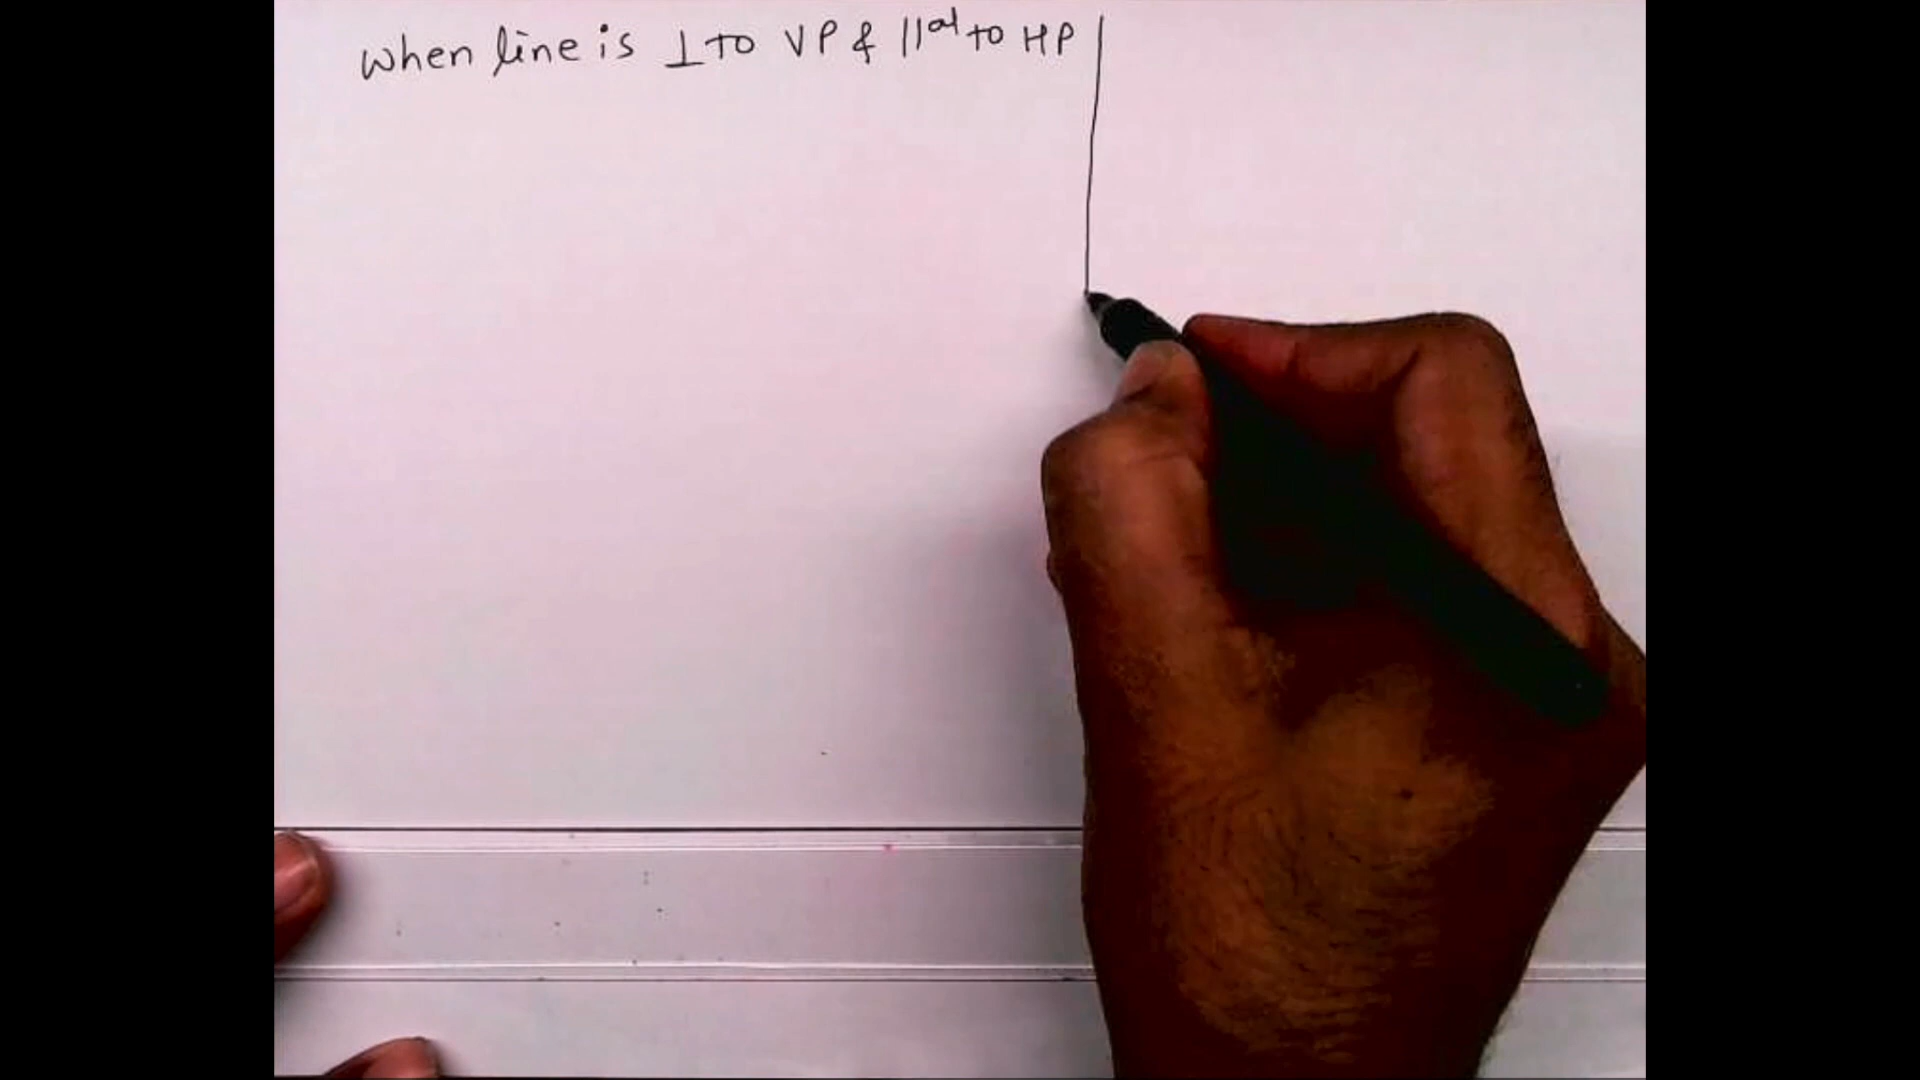 when line is ⊥ TO VP & ||al to HP